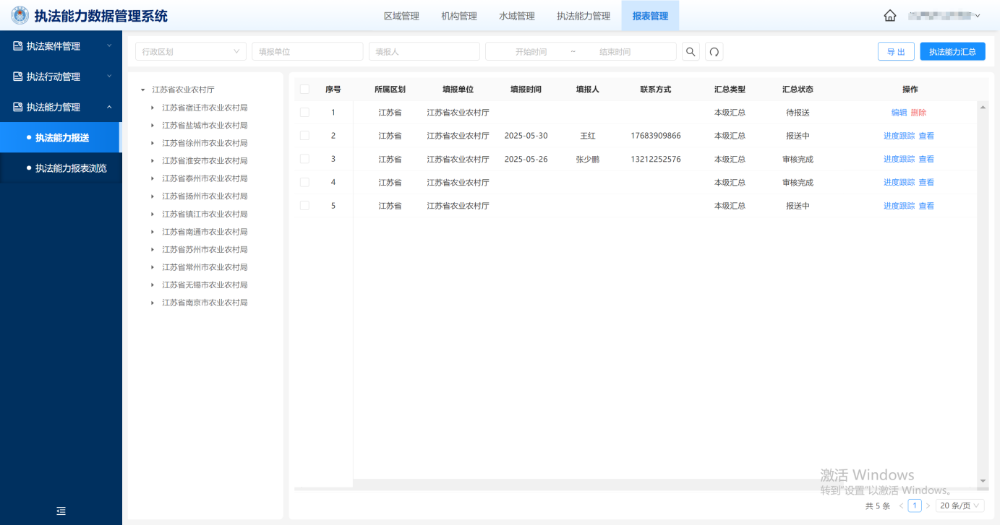 执法能力数据管理系统
区域管理 机构管理 水域管理 执法能力管理 报表管理
执法案件管理
执法行动管理
执法能力管理
执法能力报送
执法能力报表浏览
行政区划 填报单位 填报人 开始时间 ~ 结束时间 导 出 执法能力汇总
江苏省农业农村厅
江苏省宿迁市农业农村局
江苏省盐城市农业农村局
江苏省徐州市农业农村局
江苏省淮安市农业农村局
江苏省泰州市农业农村局
江苏省扬州市农业农村局
江苏省镇江市农业农村局
江苏省南通市农业农村局
江苏省苏州市农业农村局
江苏省常州市农业农村局
江苏省无锡市农业农村局
江苏省南京市农业农村局
序号 所属区划 填报单位 填报时间 填报人 联系方式 汇总类型 汇总状态 操作
1 江苏省 江苏省农业农村厅 本级汇总 待报送 编辑 删除
2 江苏省 江苏省农业农村厅 2025-05-30 王红 17683909866 本级汇总 报送中 进度跟踪 查看
3 江苏省 江苏省农业农村厅 2025-05-26 张少鹏 13212252576 本级汇总 审核完成 进度跟踪 查看
4 江苏省 江苏省农业农村厅 本级汇总 审核完成 进度跟踪 查看
5 江苏省 江苏省农业农村厅 本级汇总 报送中 进度跟踪 查看
激活 Windows
转到"设置"以激活 Windows。
共 5 条 < 1 > 20 条/页